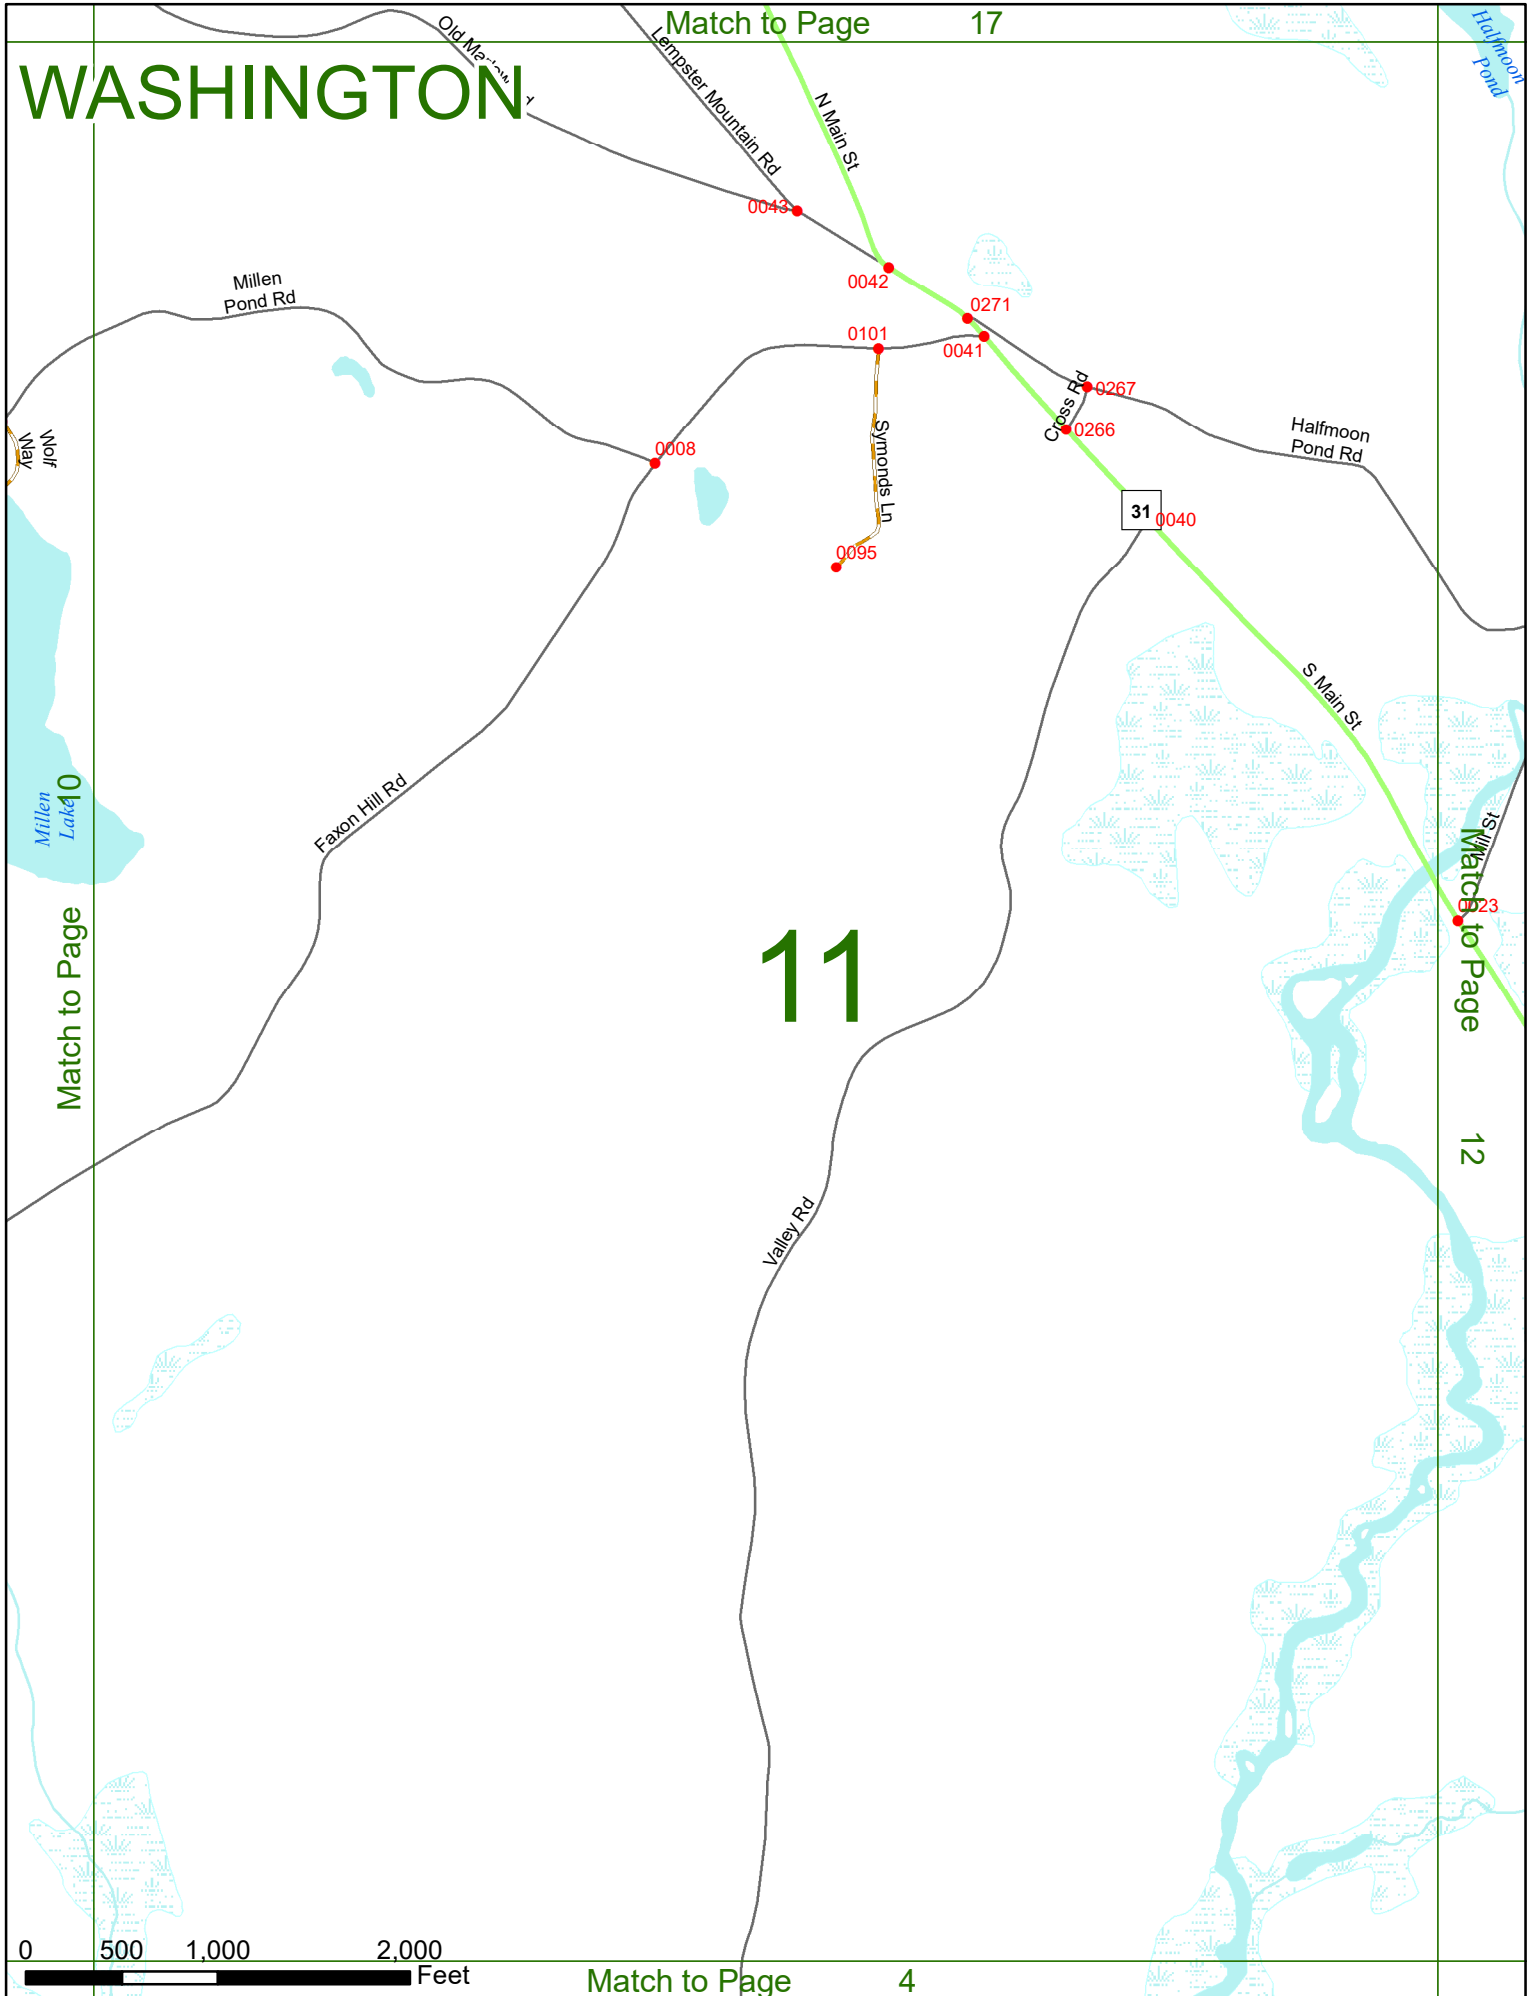 Match to Page 17
Halfmoon
Pond
WASHINGTON
Lempster Mountain Rd
N Main St
0043
0042
Millen
Pond Rd
0271
0101
0041
0267
Cross Rd
0266
Halfmoon
Pond Rd
Wolf
Way
0008
Symonds Ln
31
0040
0095
S Main St
Millen
Lake
10
Match to Page
Faxon Hill Rd
Mill St
0023
Match to Page
12
11
Valley Rd
0 500 1,000 2,000
Feet
Match to Page 4